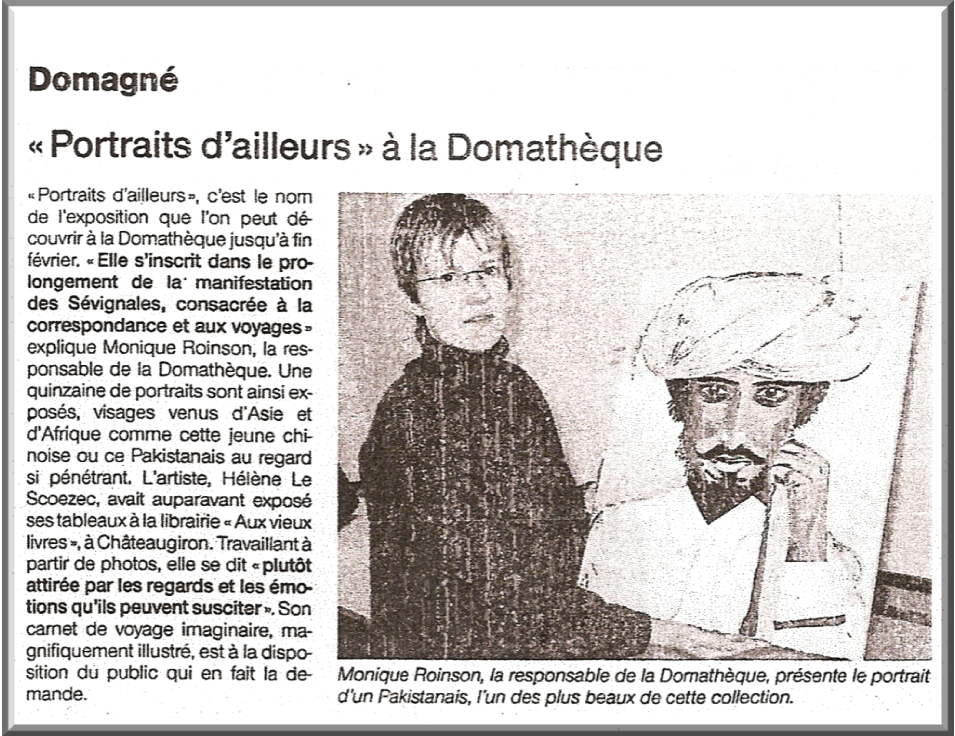 Domagné
« Portraits d'ailleurs » à la Domathèque
« Portraits d'ailleurs », c'est le nom
de l'exposition que l'on peut dé-
couvrir à la Domathèque jusqu'à fin
février. « Elle s'inscrit dans le pro-
longement de la manifestation
des Sévignales, consacrée à la
correspondance et aux voyages »
explique Monique Roinson, la res-
ponsable de la Domathèque. Une
quinzaine de portraits sont ainsi ex-
posés, visages venus d'Asie et
d'Afrique comme cette jeune chi-
noise ou ce Pakistanais au regard
si pénétrant. L'artiste, Hélène Le
Scoezec, avait auparavant exposé
ses tableaux à la librairie « Aux vieux
livres », à Châteaugiron. Travaillant à
partir de photos, elle se dit « plutôt
attirée par les regards et les émo-
tions qu'ils peuvent susciter ». Son
carnet de voyage imaginaire, ma-
gnifiquement illustré, est à la dispo-
sition du public qui en fait la de-
mande.
Monique Roinson, la responsable de la Domathèque, présente le portrait
d'un Pakistanais, l'un des plus beaux de cette collection.